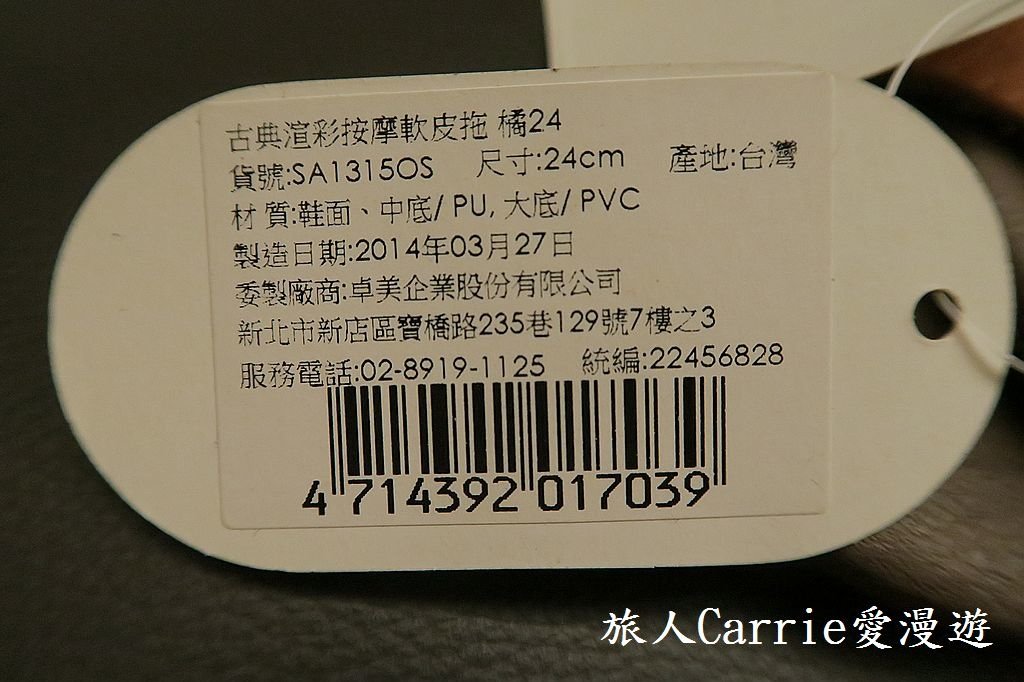 古典渲彩按摩軟皮拖 橘24
貨號:SA1315OS 尺寸:24cm 產地:台灣
材 質:鞋面、中底/ PU, 大底/ PVC
製造日期:2014年03月27日
委製廠商:卓美企業股份有限公司
新北市新店區寶橋路235巷129號7樓之3
服務電話:02-8919-1125 統編:22456828
4 714392 017039
旅人Carrie愛漫遊